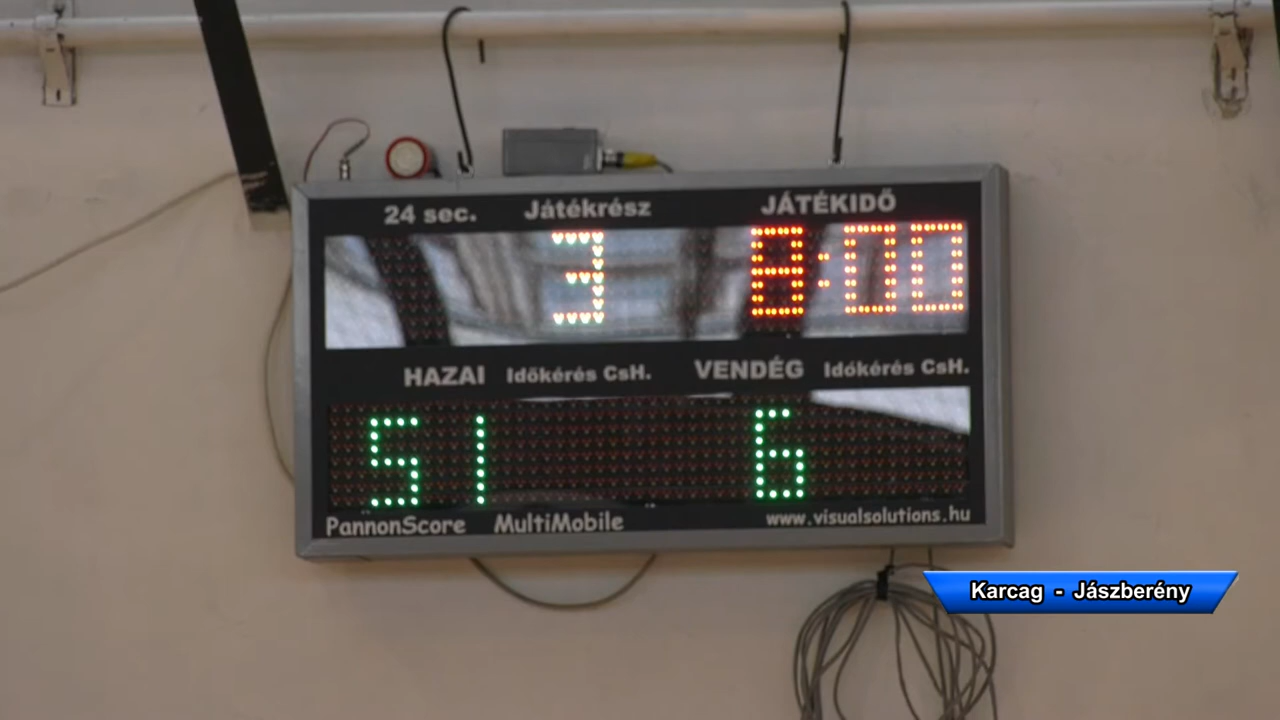 24 sec. Játékrész JÁTÉKIDŐ
3 8:00
HAZAI Időkérés CsH. VENDÉG Időkérés CsH.
51 6
PannonScore MultiMobile www.visualsolutions.hu
Karcag - Jászberény